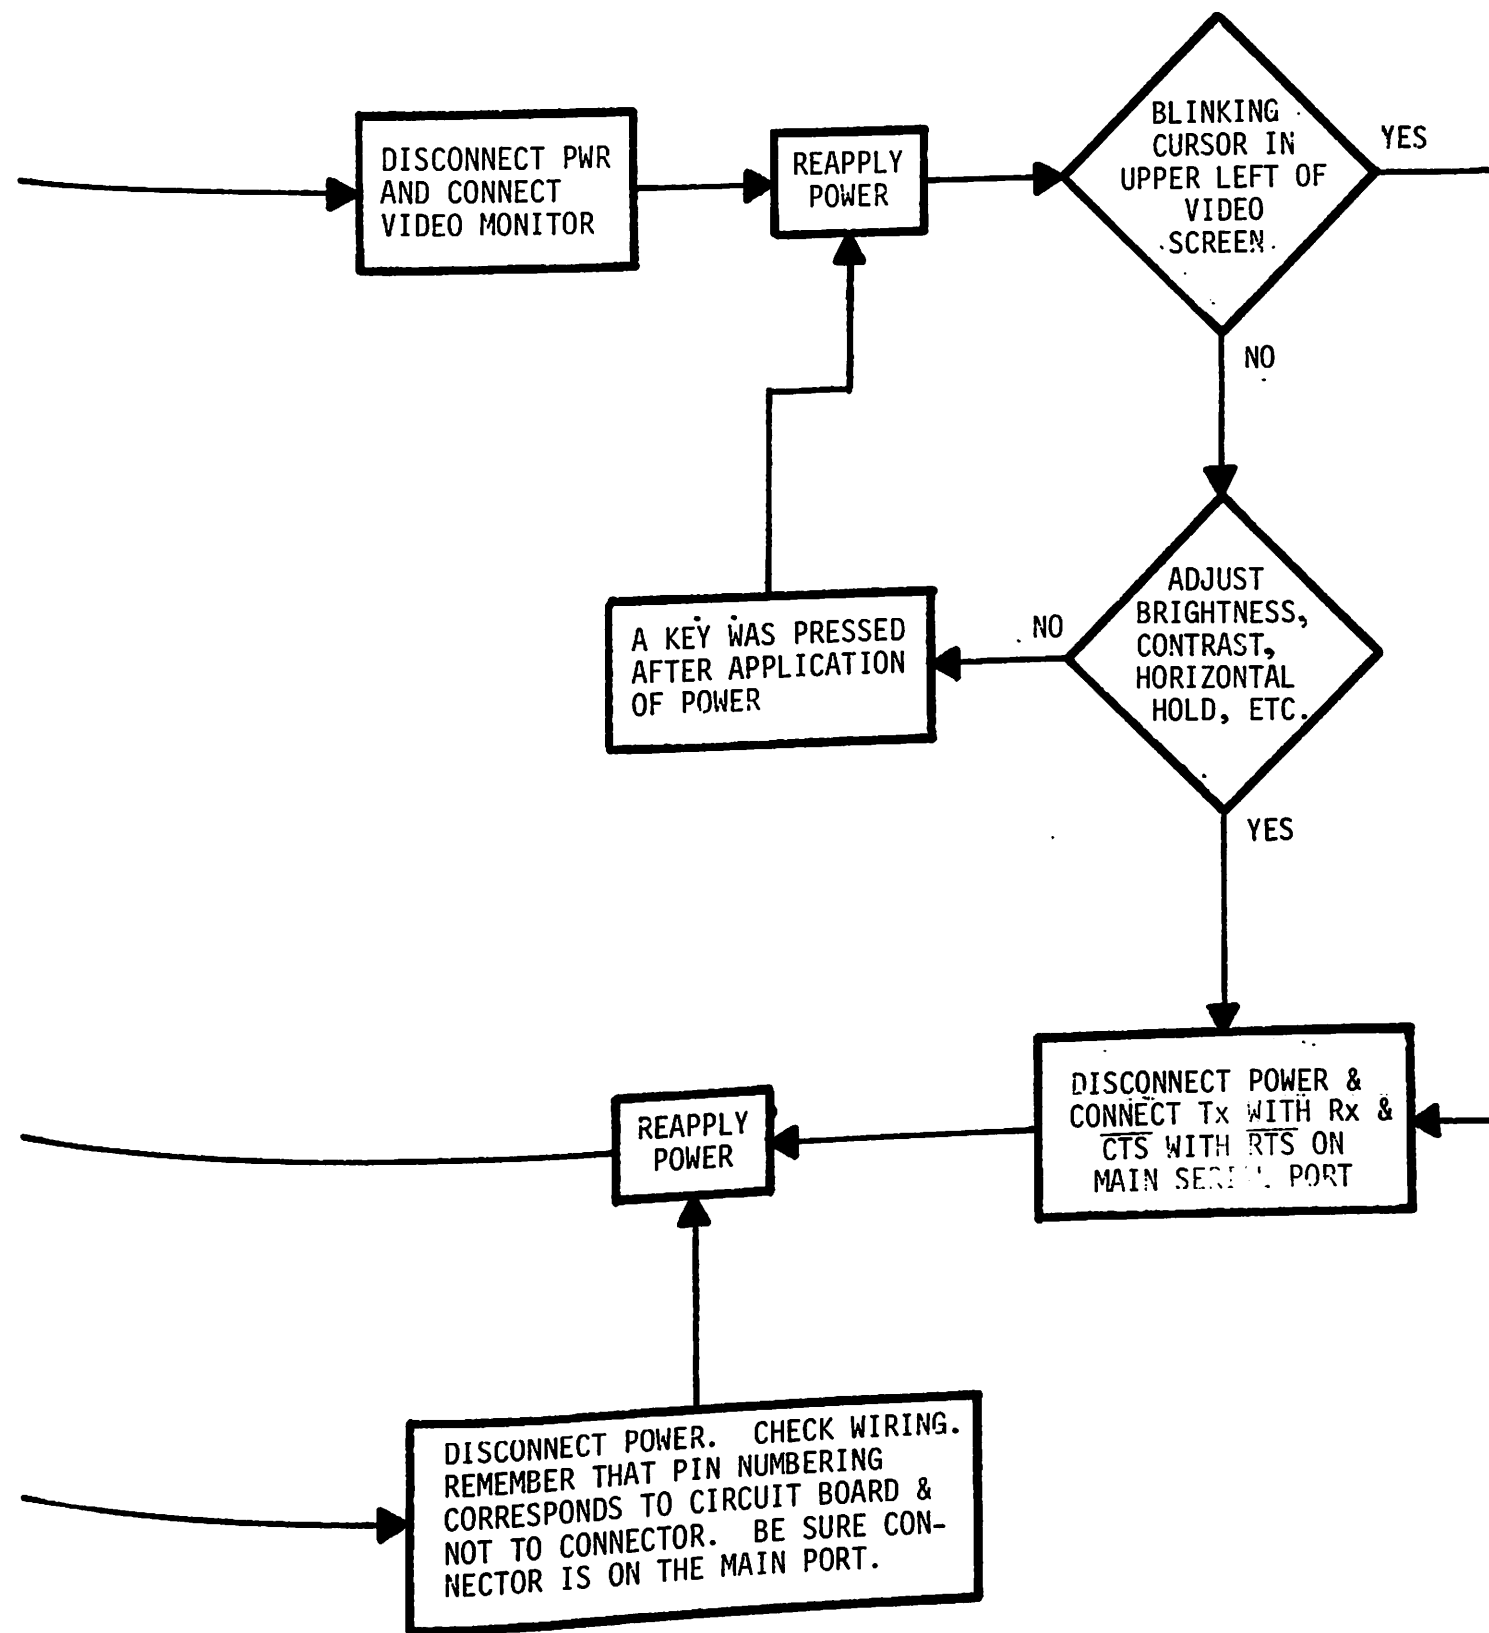 DISCONNECT PWR
AND CONNECT
VIDEO MONITOR
REAPPLY
POWER
BLINKING
CURSOR IN
UPPER LEFT OF
VIDEO
SCREEN
YES
NO
ADJUST
BRIGHTNESS,
CONTRAST,
HORIZONTAL
HOLD, ETC.
NO
A KEY WAS PRESSED
AFTER APPLICATION
OF POWER
YES
DISCONNECT POWER &
CONNECT Tx WITH Rx &
C̅T̅S̅ WITH R̅T̅S̅ ON
MAIN SERIAL PORT
REAPPLY
POWER
DISCONNECT POWER. CHECK WIRING.
REMEMBER THAT PIN NUMBERING
CORRESPONDS TO CIRCUIT BOARD &
NOT TO CONNECTOR. BE SURE CON-
NECTOR IS ON THE MAIN PORT.